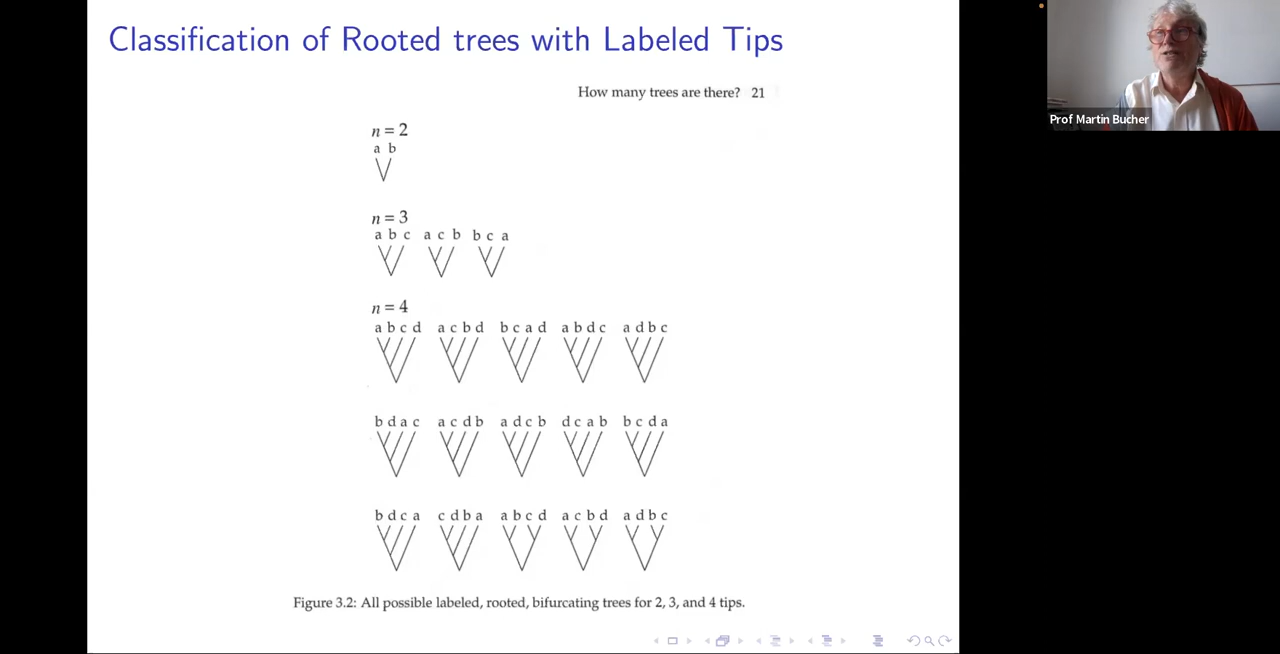 Classification of Rooted trees with Labeled Tips
How many trees are there? 21
n = 2
a b
n = 3
a b c a c b b c a
n = 4
a b c d a c b d b c a d a b d c a d b c
b d a c a c d b a d c b d c a b b c d a
b d c a c d b a a b c d a c b d a d b c
Figure 3.2: All possible labeled, rooted, bifurcating trees for 2, 3, and 4 tips.
Prof Martin Bucher